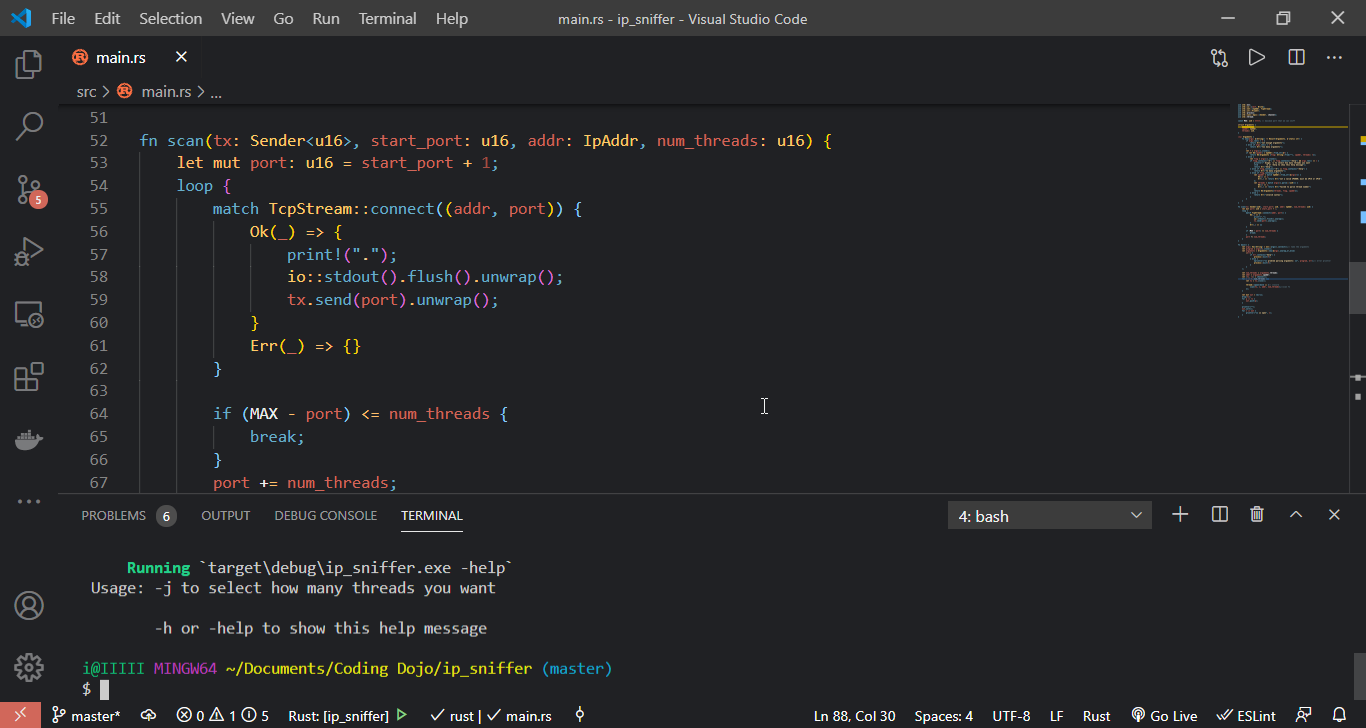 File Edit Selection View Go Run Terminal Help main.rs - ip_sniffer - Visual Studio Code
main.rs
src > main.rs > ...
51
52 fn scan(tx: Sender<u16>, start_port: u16, addr: IpAddr, num_threads: u16) {
53 let mut port: u16 = start_port + 1;
54 loop {
55 match TcpStream::connect((addr, port)) {
56 Ok(_) => {
57 print!(".");
58 io::stdout().flush().unwrap();
59 tx.send(port).unwrap();
60 }
61 Err(_) => {}
62 }
63
64 if (MAX - port) <= num_threads {
65 break;
66 }
67 port += num_threads;
5
PROBLEMS 6 OUTPUT DEBUG CONSOLE TERMINAL 4: bash
Running `target\debug\ip_sniffer.exe -help`
Usage: -j to select how many threads you want
-h or -help to show this help message
i@IIIII MINGW64 ~/Documents/Coding Dojo/ip_sniffer (master)
$
master* 0 1 5 Rust: [ip_sniffer] rust | main.rs Ln 88, Col 30 Spaces: 4 UTF-8 LF Rust Go Live ESLint